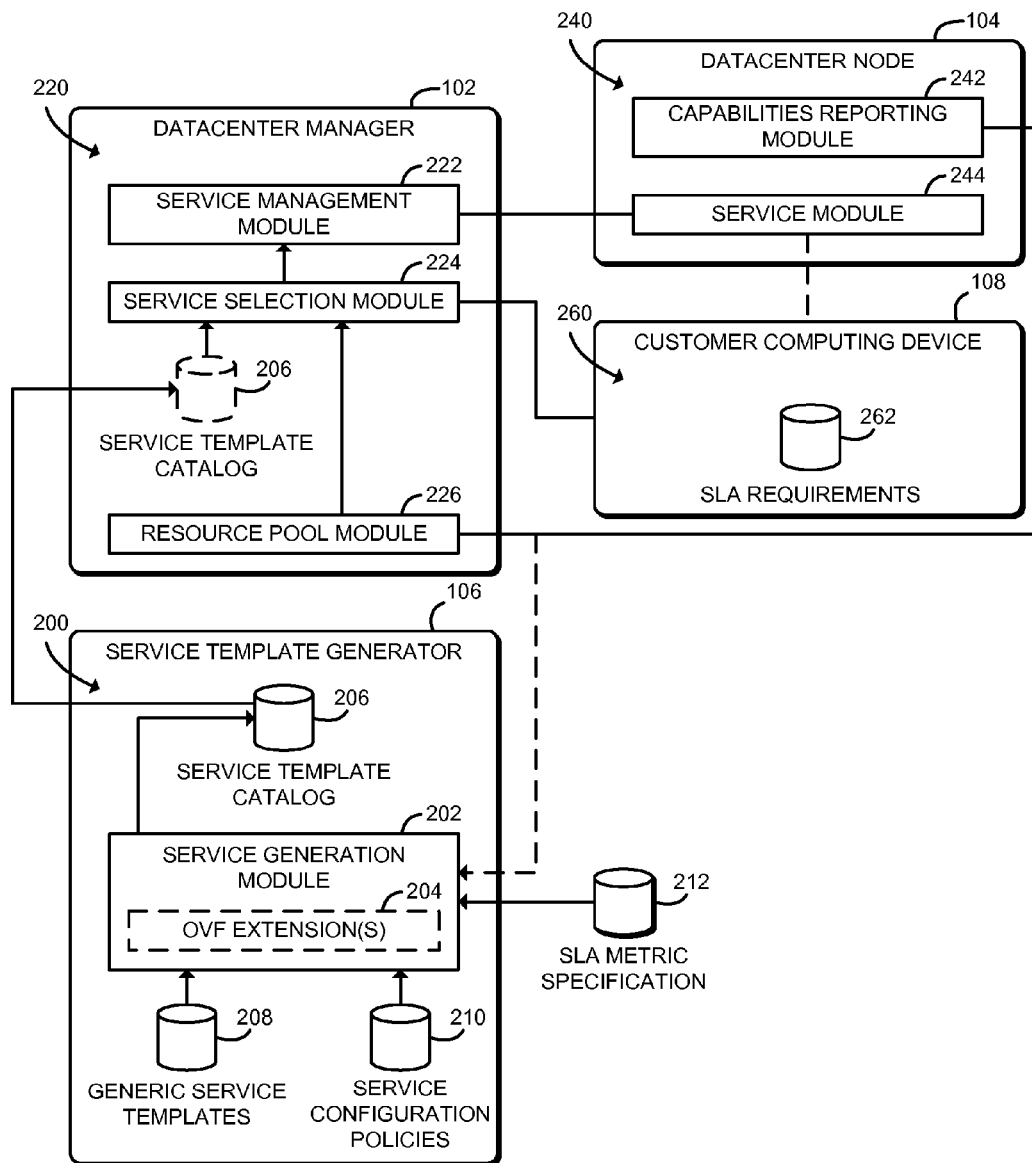 102
220
DATACENTER MANAGER
222
SERVICE MANAGEMENT
MODULE
224
SERVICE SELECTION MODULE
206
SERVICE TEMPLATE
CATALOG
226
RESOURCE POOL MODULE
104
240
DATACENTER NODE
242
CAPABILITIES REPORTING
MODULE
244
SERVICE MODULE
108
260
CUSTOMER COMPUTING DEVICE
262
SLA REQUIREMENTS
106
200
SERVICE TEMPLATE GENERATOR
206
SERVICE TEMPLATE
CATALOG
202
SERVICE GENERATION
MODULE
204
OVF EXTENSION(S)
208
GENERIC SERVICE
TEMPLATES
210
SERVICE
CONFIGURATION
POLICIES
212
SLA METRIC
SPECIFICATION